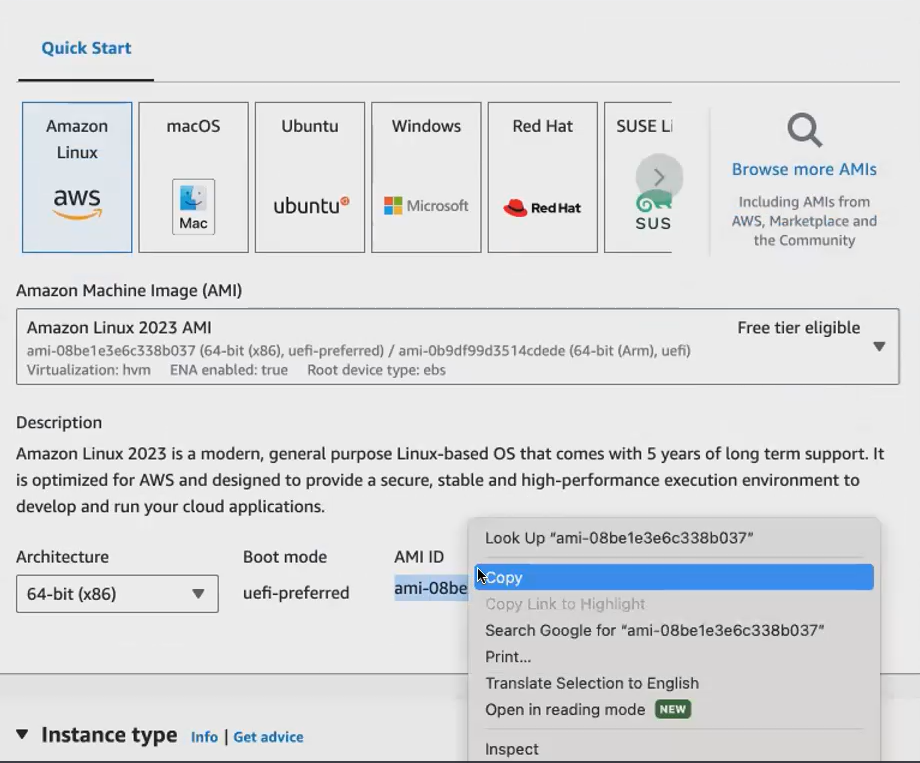 Quick Start
Amazon
Linux
aws
macOS
Mac
Ubuntu
ubuntu
Windows
Microsoft
Red Hat
Red Hat
SUSE Li
SUS
Browse more AMIs
Including AMIs from
AWS, Marketplace and
the Community
Amazon Machine Image (AMI)
Amazon Linux 2023 AMI
Free tier eligible
ami-08be1e3e6c338b037 (64-bit (x86), uefi-preferred) / ami-0b9df99d3514cdede (64-bit (Arm), uefi)
Virtualization: hvm ENA enabled: true Root device type: ebs
Description
Amazon Linux 2023 is a modern, general purpose Linux-based OS that comes with 5 years of long term support. It
is optimized for AWS and designed to provide a secure, stable and high-performance execution environment to
develop and run your cloud applications.
Architecture
64-bit (x86)
Boot mode
uefi-preferred
AMI ID
ami-08be
Look Up “ami-08be1e3e6c338b037”
Copy
Copy Link to Highlight
Search Google for “ami-08be1e3e6c338b037”
Print...
Translate Selection to English
Open in reading mode NEW
Inspect
Instance type Info | Get advice